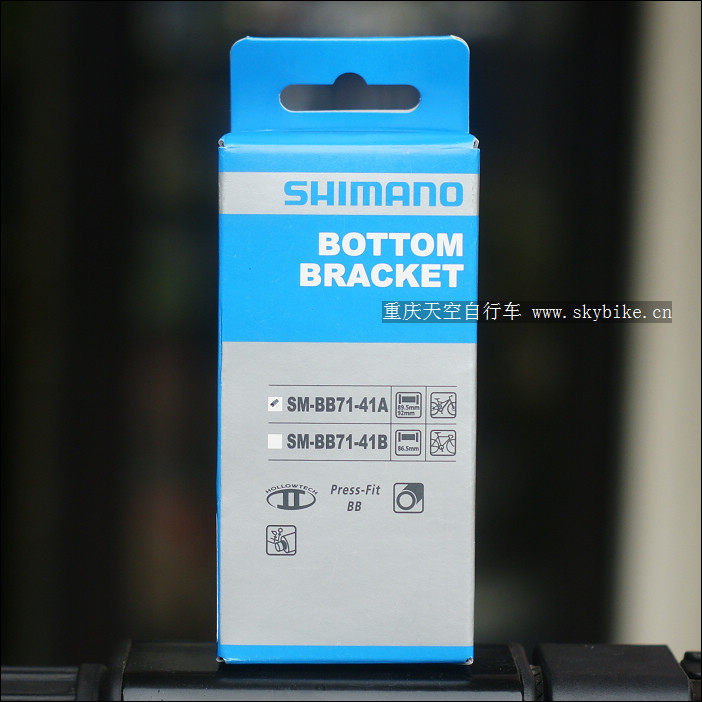 SHIMANO
BOTTOM
BRACKET
重庆天空自行车 www.skybike.cn
SM-BB71-41A 89.5mm 92mm
SM-BB71-41B 86.5mm
HOLLOWTECH II
Press-Fit
BB